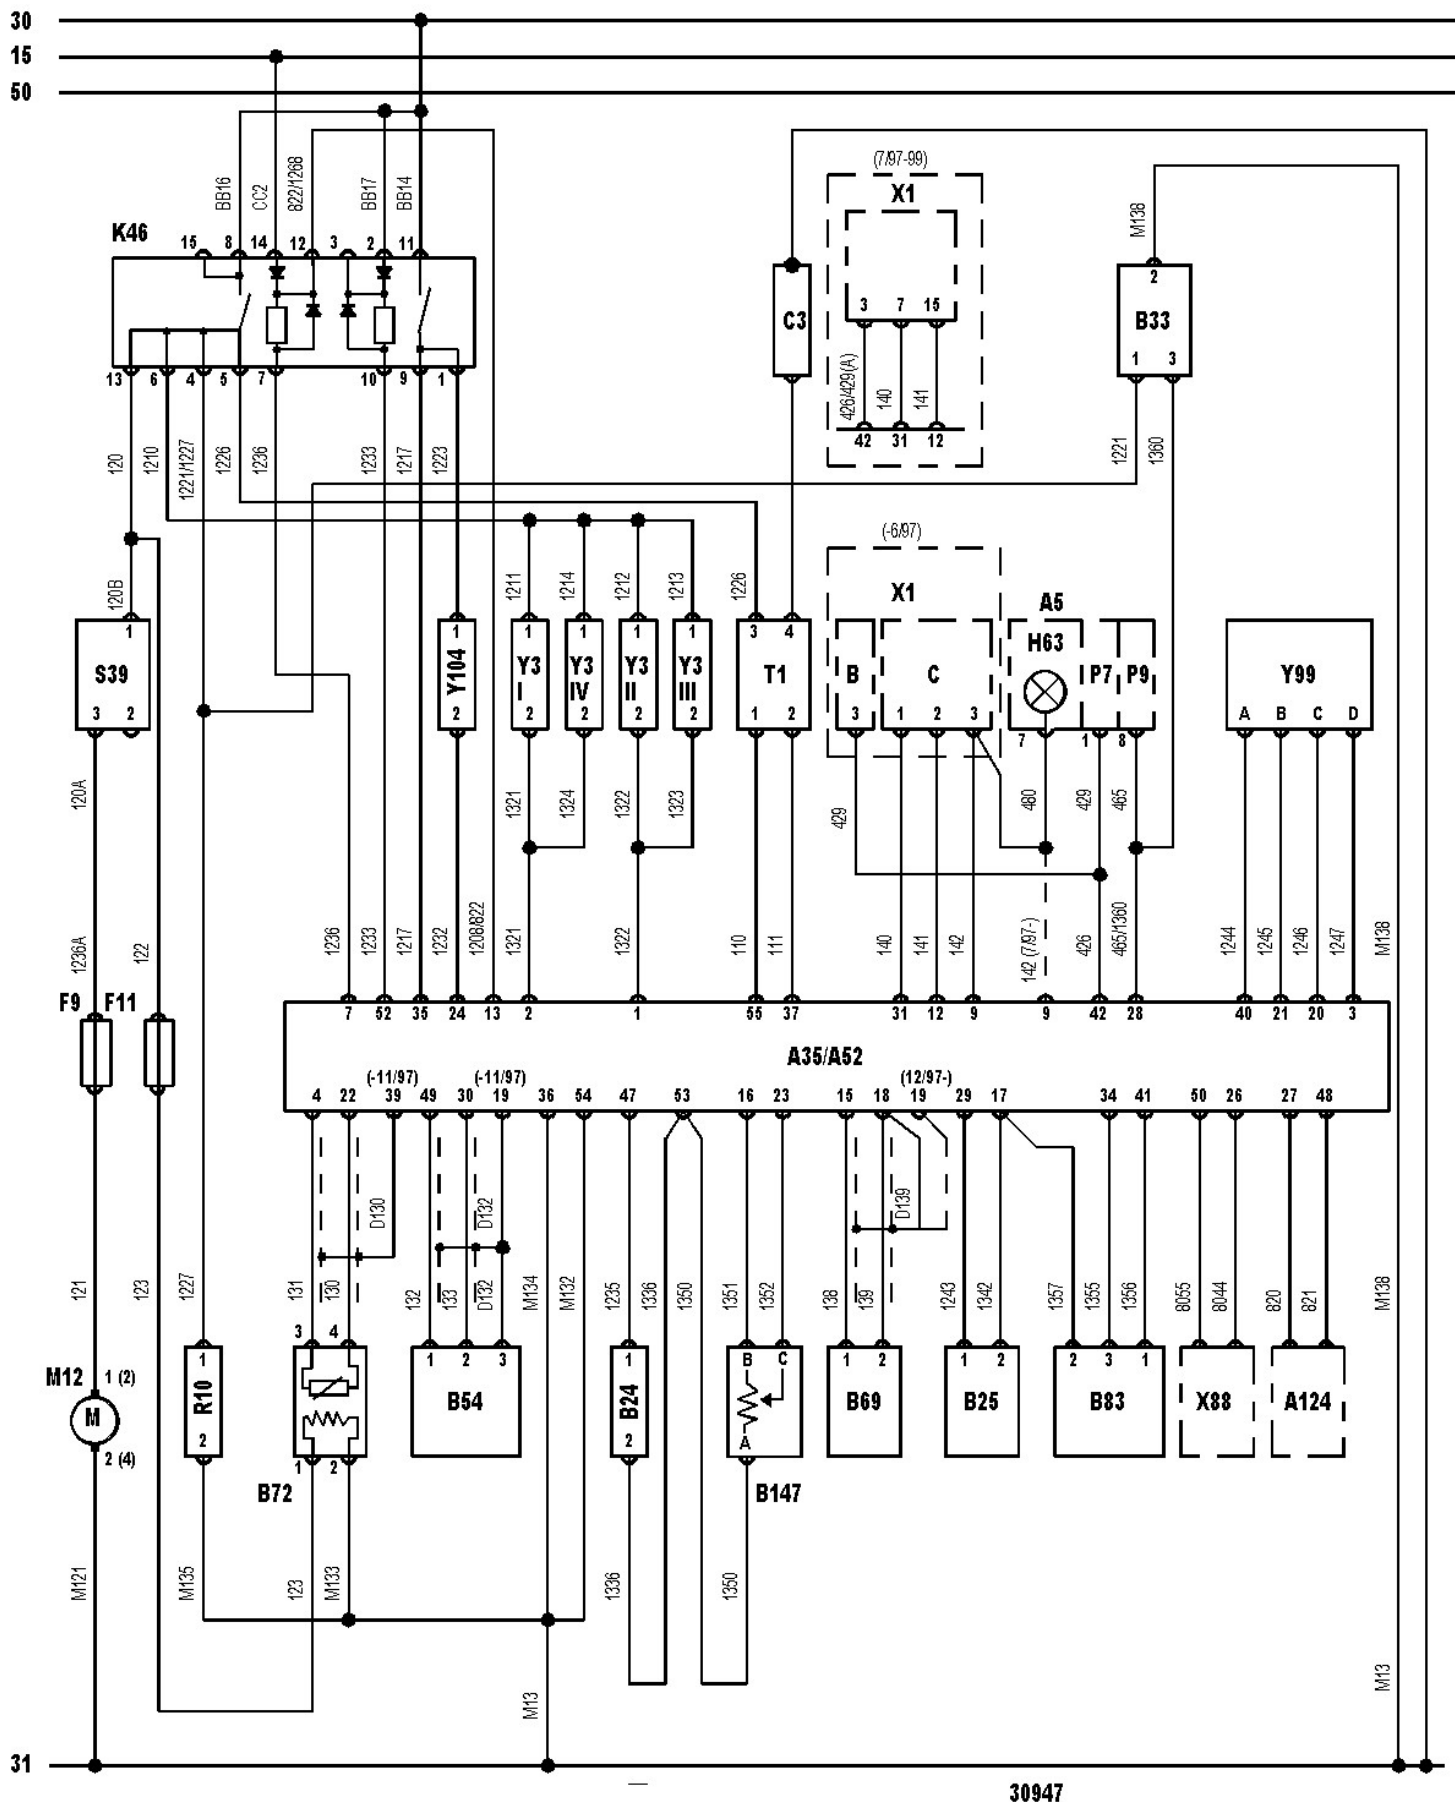 30
15
50
BB16
CC2
822/1268
BB17
BB14
(7/97-99)
X1
M138
K46
15 8 14 12 3 2 11
2
C3
3 7 15
B33
1 3
13 6 4 5 7 10 9 1
426/429(A)
140
141
42 31 12
120
1210
1221/1227
1226
1236
1233
1217
1223
1221
1360
(-6/97)
120B
1211
1214
1212
1213
1226
X1
A5
1
1
1
1
1
1
3 4
H63
S39
Y104
Y3 I
Y3 IV
Y3 II
Y3 III
T1
B
C
P7
P9
Y99
3 2
2
2
2
2
2
1 2
3
1 2 3
A B C D
7 1 8
120A
1321
1324
1322
1323
429
480
429
465
1236A
122
1236
1233
1217
1232
1208/822
1321
1322
110
111
140
141
142
142 (7/97-)
426
465/1360
1244
1245
1246
1247
M138
F9 F11
7 52 35 24 13 2 1 55 37 31 12 9 9 42 28 40 21 20 3
A35/A52
(-11/97) (-11/97) (12/97-)
4 22 39 49 30 19 36 54 47 53 16 23 15 18 19 29 17 34 41 50 26 27 48
D130
D132
D139
121
123
1227
131
130
132
133
D132
M134
M132
1235
1336
1350
1351
1352
138
139
1243
1342
1357
1355
1356
8055
8044
820
821
M138
3 4
M12
1 (2)
1
1 2 3
1
B C
1 2
1 2
2 3 1
M
R10
B54
B24
B69
B25
B83
X88
A124
2 (4)
2
2
A
1 2
B72
B147
M121
M135
123
M133
1336
1350
M13
M13
31
30947